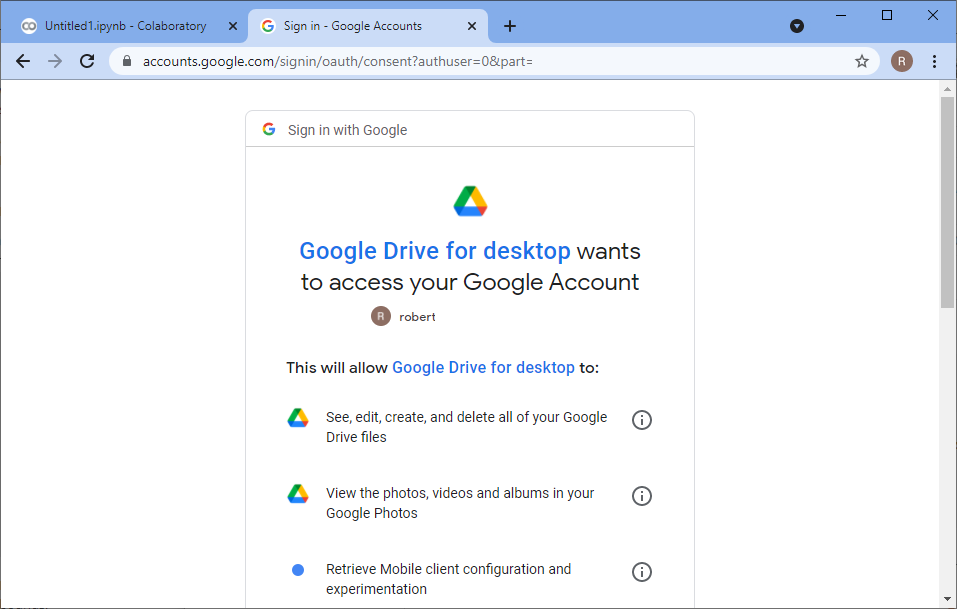 Untitled1.ipynb - Colaboratory
Sign in - Google Accounts
accounts.google.com/signin/oauth/consent?authuser=0&part=
R
Sign in with Google
Google Drive for desktop wants
to access your Google Account
R robert
This will allow Google Drive for desktop to:
See, edit, create, and delete all of your Google
Drive files
View the photos, videos and albums in your
Google Photos
Retrieve Mobile client configuration and
experimentation